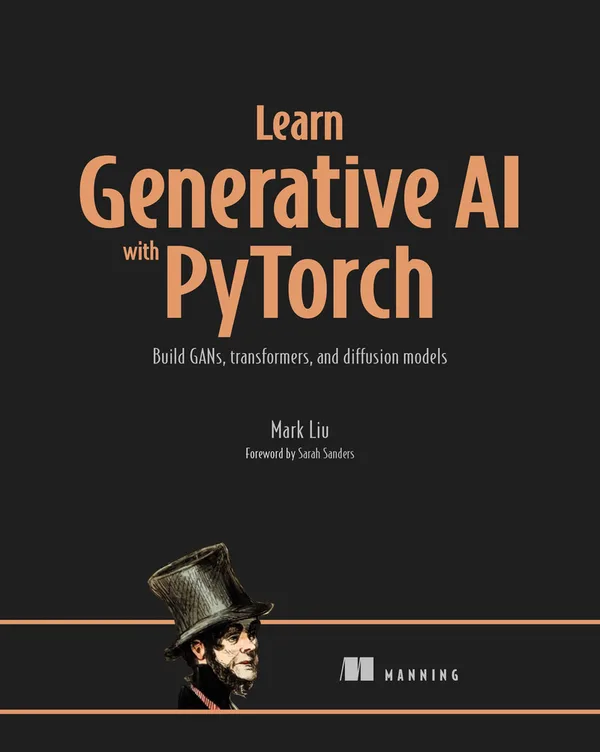 Learn
Generative AI
with PyTorch
Build GANs, transformers, and diffusion models
Mark Liu
Foreword by Sarah Sanders
MANNING